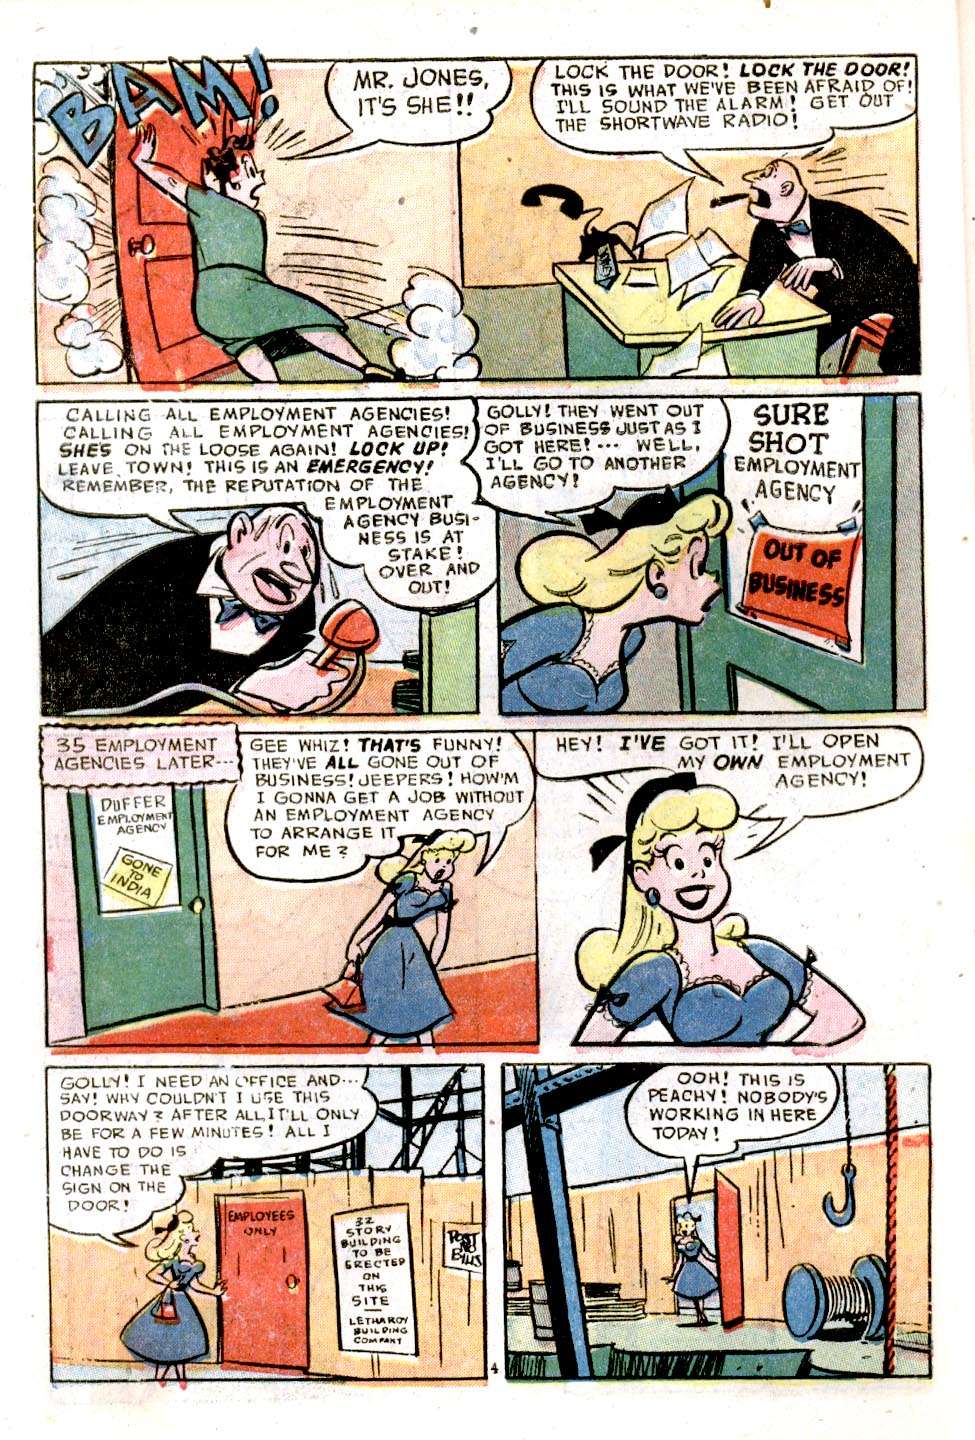 BAM!
MR. JONES,
IT'S SHE!!
LOCK THE DOOR! LOCK THE DOOR!
THIS IS WHAT WE'VE BEEN AFRAID OF!
I'LL SOUND THE ALARM! GET OUT
THE SHORTWAVE RADIO!
CALLING ALL EMPLOYMENT AGENCIES!
CALLING ALL EMPLOYMENT AGENCIES!
SHE'S ON THE LOOSE AGAIN! LOCK UP!
LEAVE TOWN! THIS IS AN EMERGENCY!
REMEMBER, THE REPUTATION OF THE
EMPLOYMENT
AGENCY BUSI-
NESS IS AT
STAKE!
OVER AND
OUT!
GOLLY! THEY WENT OUT
OF BUSINESS JUST AS I
GOT HERE!... WELL,
I'LL GO TO ANOTHER
AGENCY!
SURE
SHOT
EMPLOYMENT
AGENCY
OUT OF
BUSINESS
35 EMPLOYMENT
AGENCIES LATER---
DUFFER
EMPLOYMENT
AGENCY
GONE
TO
INDIA
GEE WHIZ! THAT'S FUNNY!
THEY'VE ALL GONE OUT OF
BUSINESS! JEEPERS! HOW'M
I GONNA GET A JOB WITHOUT
AN EMPLOYMENT AGENCY
TO ARRANGE IT
FOR ME?
HEY! I'VE GOT IT! I'LL OPEN
MY OWN EMPLOYMENT
AGENCY!
GOLLY! I NEED AN OFFICE AND---
SAY! WHY COULDN'T I USE THIS
DOORWAY? AFTER ALL, IT'LL ONLY
BE FOR A FEW MINUTES! ALL I
HAVE TO DO IS
CHANGE THE
SIGN ON THE
DOOR!
EMPLOYEES
ONLY
32
STORY
BUILDING
TO BE
ERECTED
ON
THIS
SITE
LETHARGY
BUILDING
COMPANY
POST
NO
BILLS
4
OOH! THIS IS
PEACHY! NOBODY'S
WORKING IN HERE
TODAY!